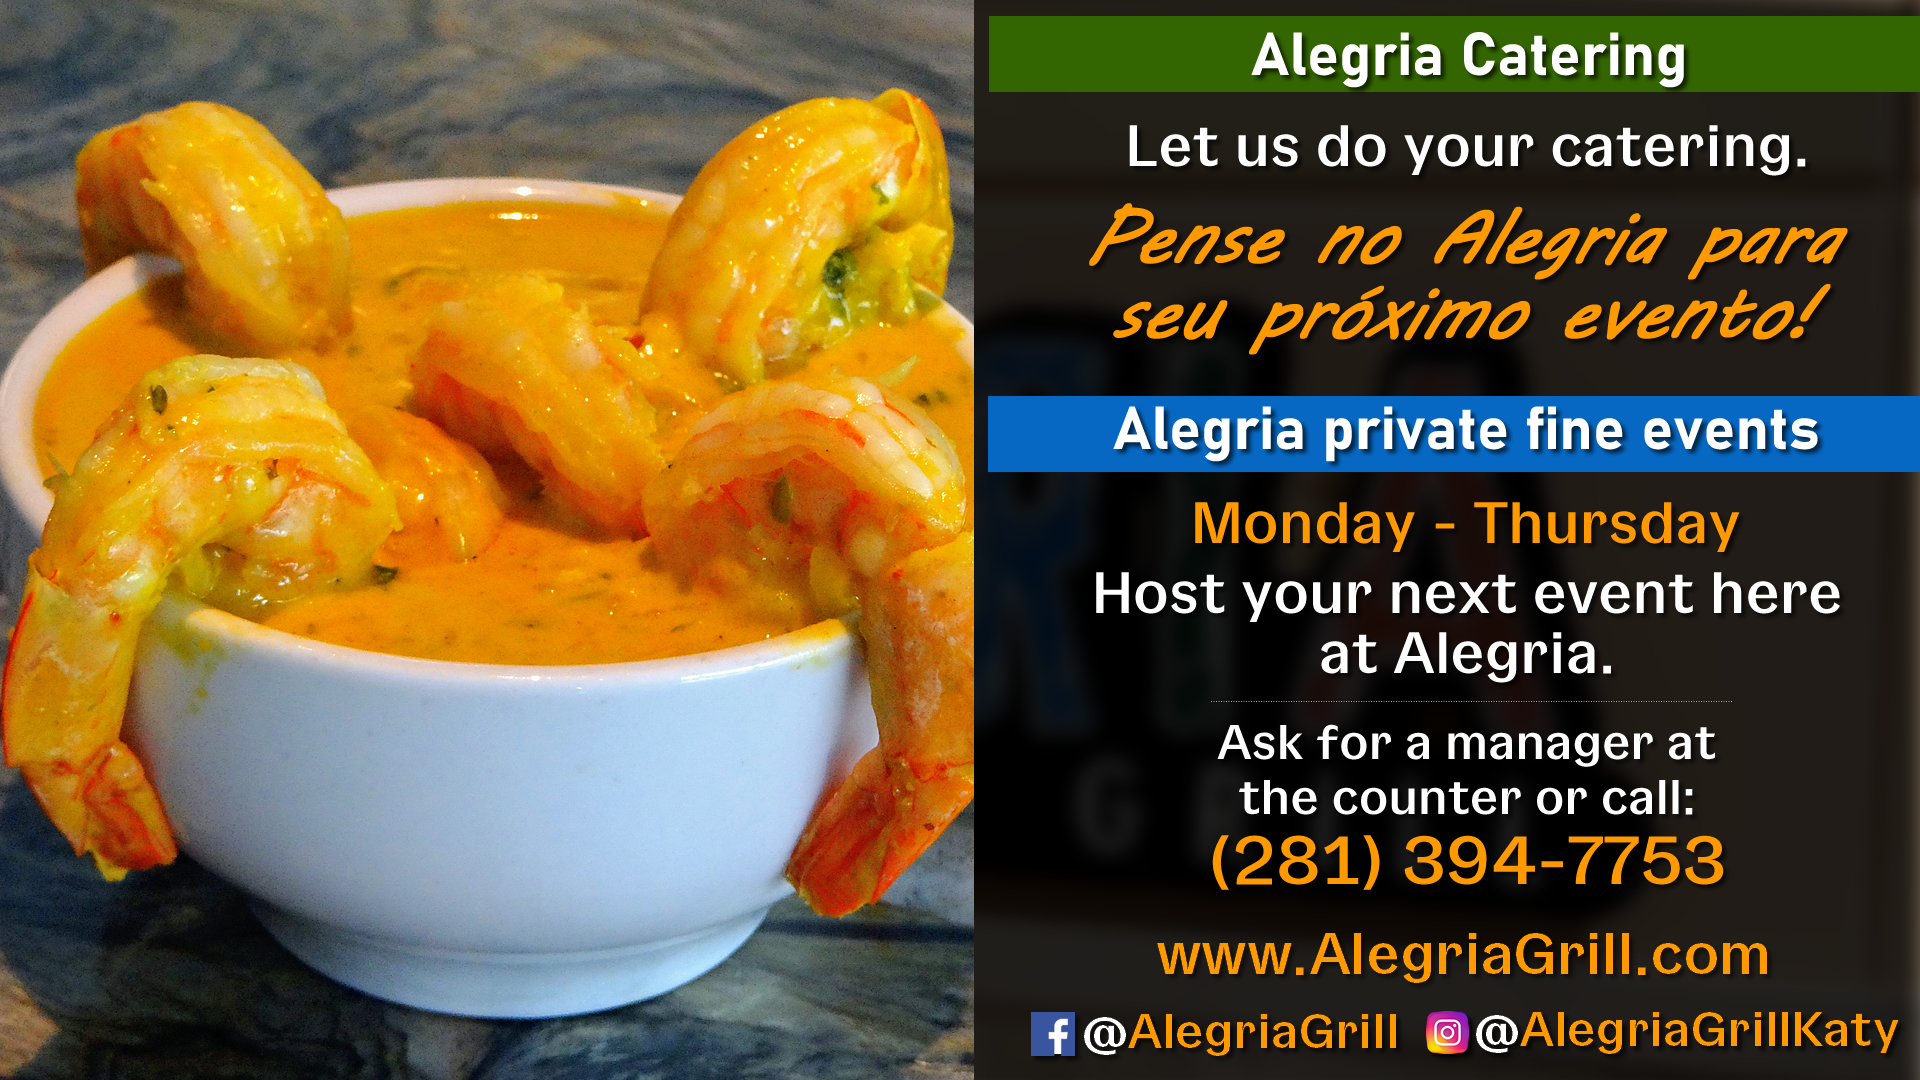 Alegria Catering
Let us do your catering.
Pense no Alegria para
seu próximo evento!
Alegria private fine events
Monday - Thursday
Host your next event here
at Alegria.
Ask for a manager at
the counter or call:
(281) 394-7753
www.AlegriaGrill.com
@AlegriaGrill @AlegriaGrillKaty